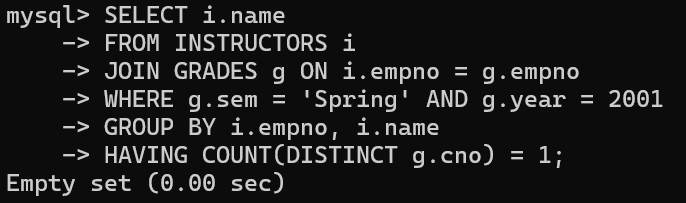 mysql> SELECT i.name
    -> FROM INSTRUCTORS i
    -> JOIN GRADES g ON i.empno = g.empno
    -> WHERE g.sem = 'Spring' AND g.year = 2001
    -> GROUP BY i.empno, i.name
    -> HAVING COUNT(DISTINCT g.cno) = 1;
Empty set (0.00 sec)